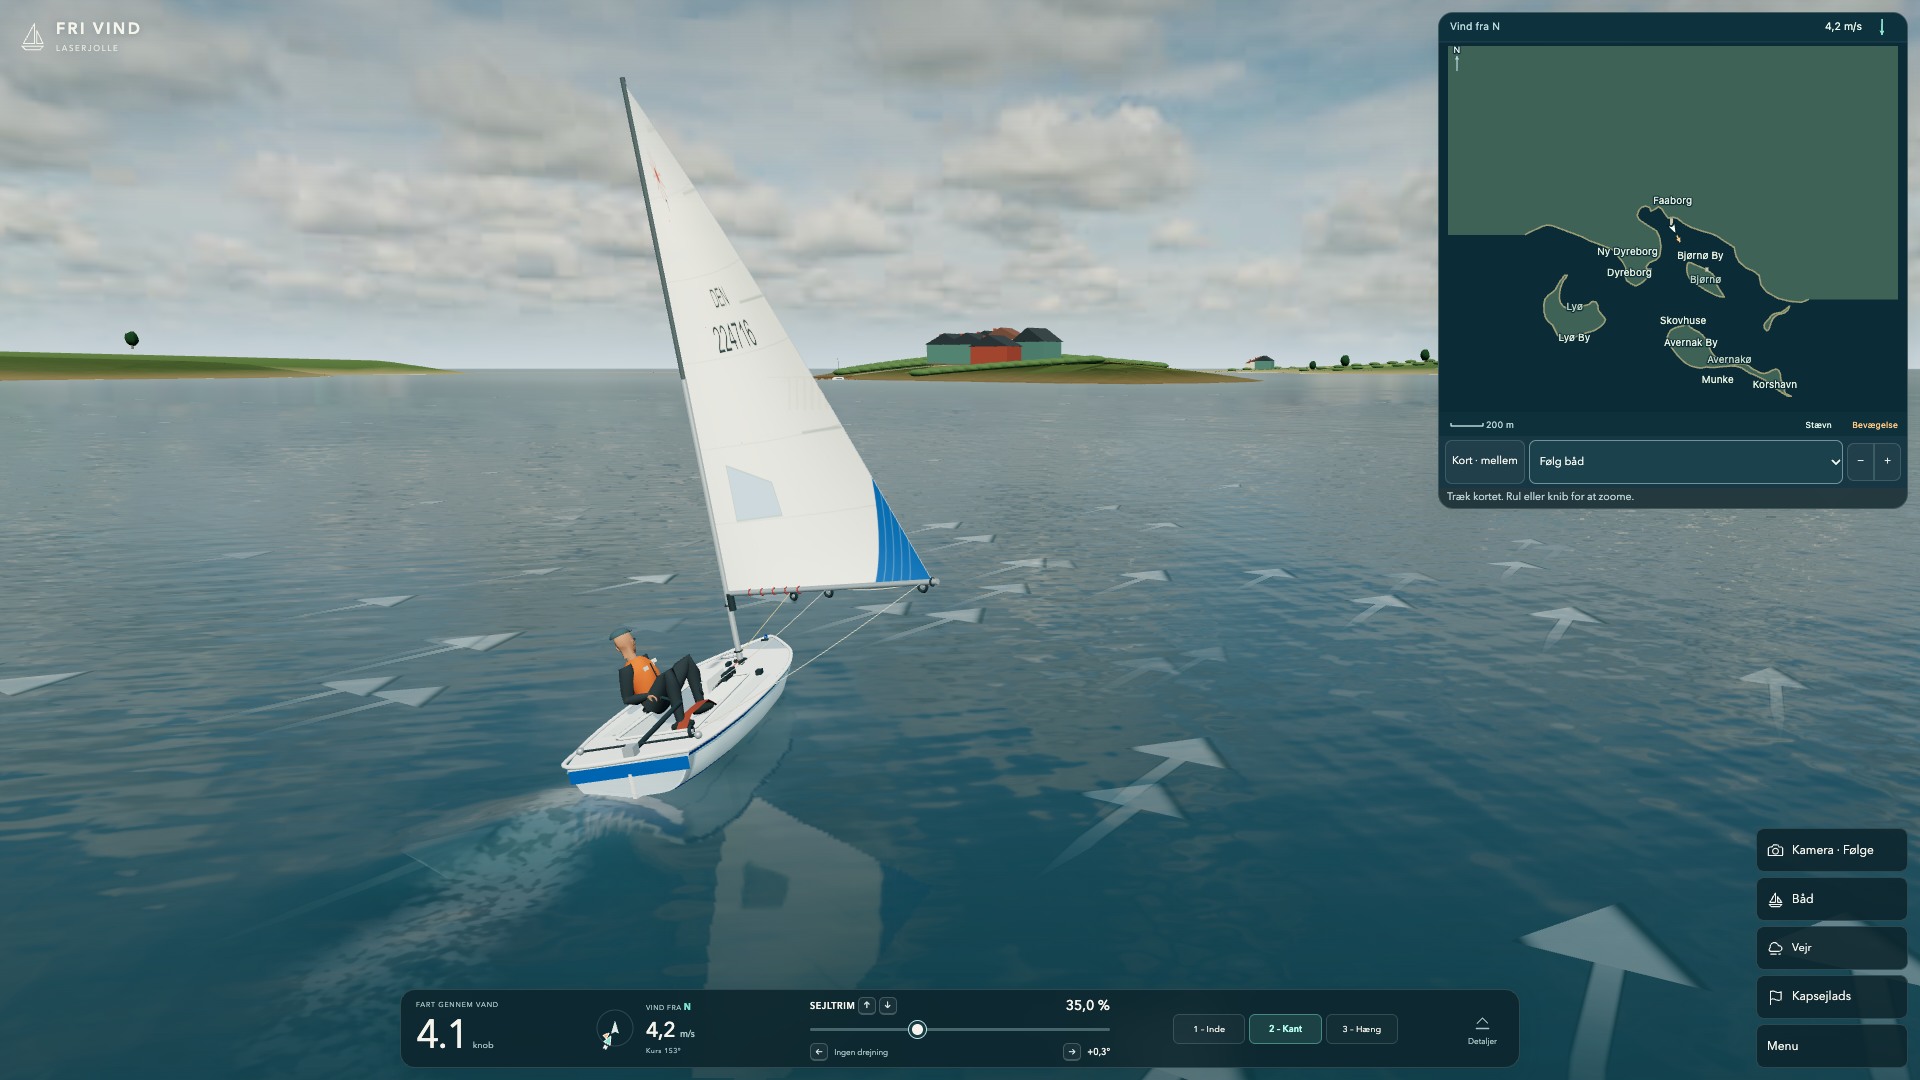 FRI VIND
LASERJOLLE
Vind fra N
4,2 m/s
N
Faaborg
Ny Dyreborg
Bjørnø By
Dyreborg
Bjørnø
Lyø
Skovhuse
Lyø By
Avernak By
Avernakø
Munke
Korshavn
200 m
Stævn
Bevægelse
Kort · mellem
Følg båd
−
+
Træk kortet. Rul eller knib for at zoome.
DEN
224716
Kamera · Følge
Båd
Vejr
Kapsejlads
Menu
FART GENNEM VAND
4.1 knob
VIND FRA N
4,2 m/s
Kurs 153°
SEJLTRIM ↑ ↓
35,0 %
← Ingen drejning
→ +0,3°
1 - Inde
2 - Kant
3 - Hæng
Detaljer